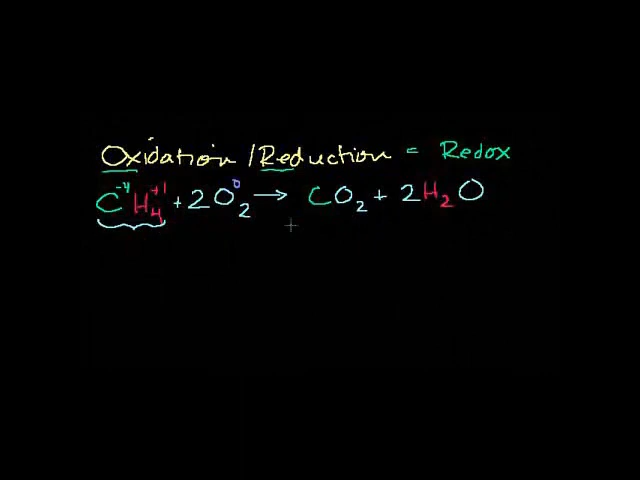 Oxidation / Reduction = Redox
C⁻⁴H₄⁺¹ + 2O₂⁰ → CO₂ + 2H₂O